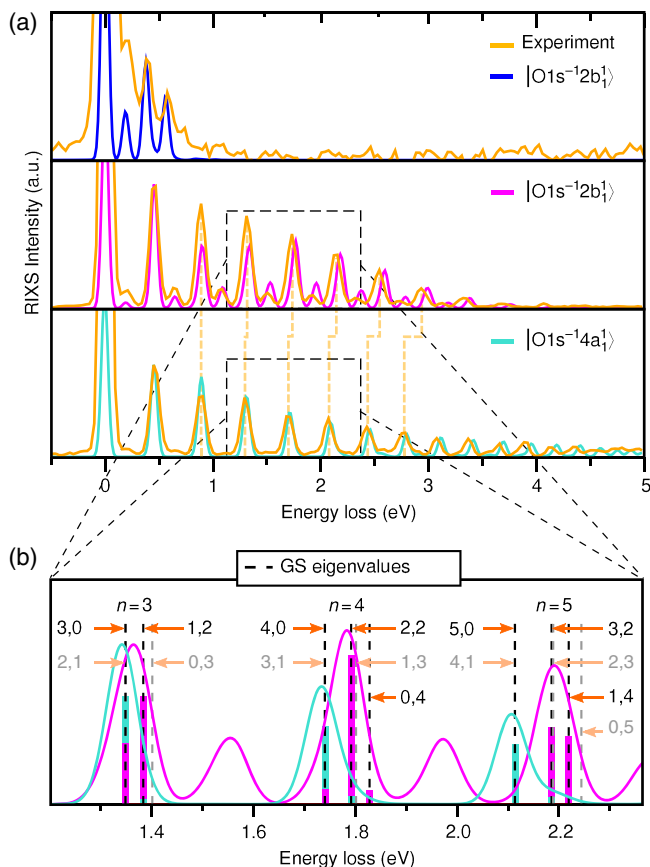 (a)
Experiment
|O1s⁻¹2b₁¹⟩
|O1s⁻¹2b₁¹⟩
|O1s⁻¹4a₁¹⟩
RIXS Intensity (a.u.)
0 1 2 3 4 5
Energy loss (eV)
(b)
GS eigenvalues
n=3 n=4 n=5
3,0 1,2 4,0 2,2 5,0 3,2
2,1 0,3 3,1 1,3 4,1 2,3
0,4 1,4
0,5
1.4 1.6 1.8 2.0 2.2
Energy loss (eV)